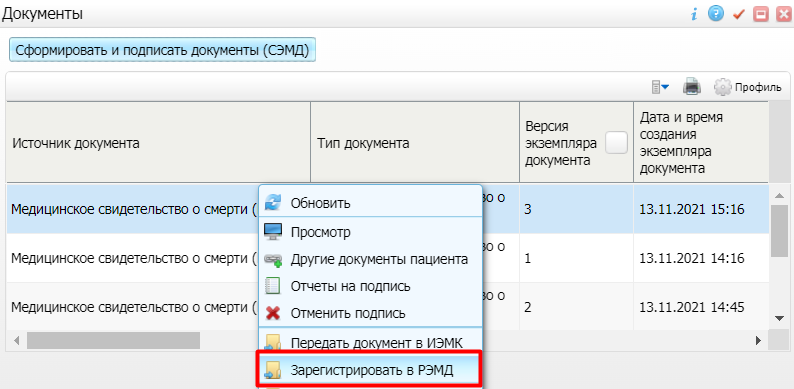 Документы
Сформировать и подписать документы (СЭМД)
Профиль
Источник документа
Тип документа
Версия
экземпляра
документа
Дата и время
создания
экземпляра
документа
Медицинское свидетельство о смерти (
во о
3
13.11.2021 15:16
Обновить
Просмотр
Другие документы пациента
Отчеты на подпись
Отменить подпись
Передать документ в ИЭМК
Зарегистрировать в РЭМД
Медицинское свидетельство о смерти (
во о
1
13.11.2021 14:16
Медицинское свидетельство о смерти (
во о
2
13.11.2021 14:45